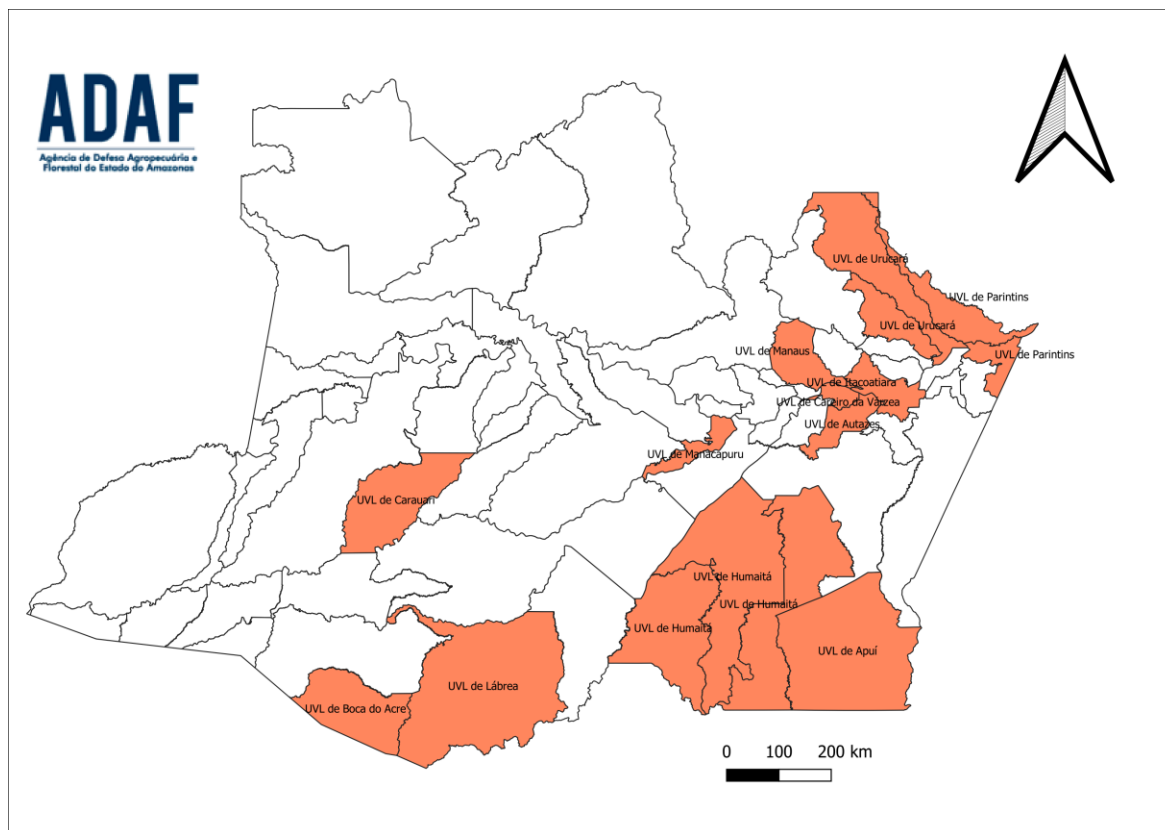 ADAF
Agência de Defesa Agropecuária e
Florestal do Estado do Amazonas
UVL de Urucará
UVL de Parintins
UVL de Urucará
UVL de Manaus
UVL de Parintins
UVL de Itacoatiara
UVL de Careiro da Várzea
UVL de Autazes
UVL de Manacapuru
UVL de Carauari
UVL de Humaitá
UVL de Humaitá
UVL de Humaitá
UVL de Apuí
UVL de Lábrea
UVL de Boca do Acre
0 100 200 km